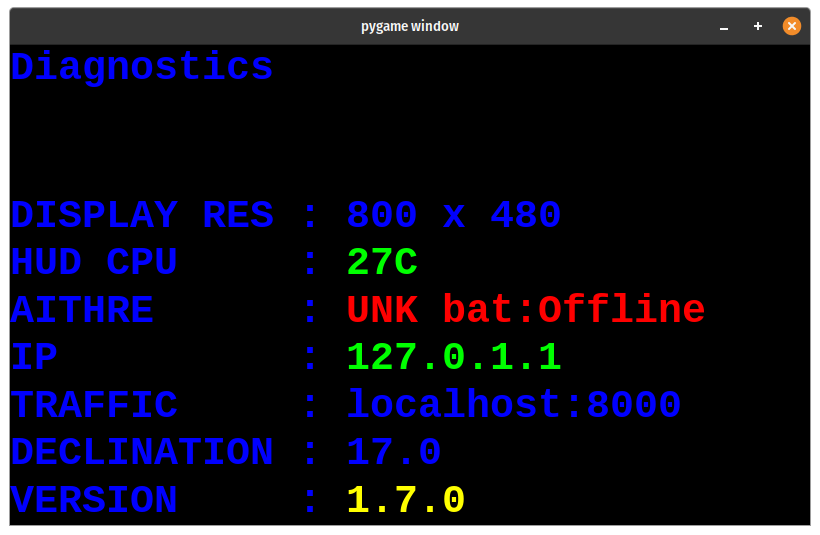 pygame window
Diagnostics
DISPLAY RES : 800 x 480
HUD CPU : 27C
AITHRE : UNK bat:Offline
IP : 127.0.1.1
TRAFFIC : localhost:8000
DECLINATION : 17.0
VERSION : 1.7.0